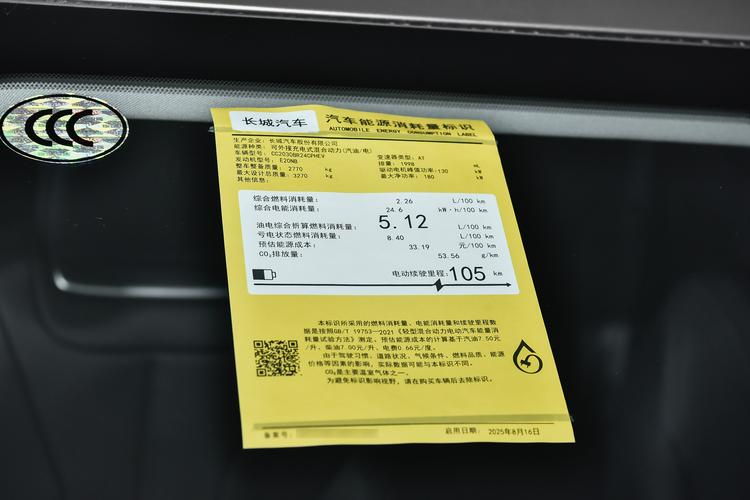 CCC
长城汽车 汽车能源消耗量标识
AUTOMOBILE ENERGY CONSUMPTION LABEL
生产企业：长城汽车股份有限公司
能源种类：可外接充电式混合动力(汽油/电)
车辆型号：CC2030BR24CPHEV 变速器类型：AT
发动机型号：E20NB 排量：1998 mL
整车整备质量：2770 kg 驱动电机峰值功率：130 kW
最大设计总质量：3270 kg 最大净功率：180 kW
其他信息：
综合燃料消耗量： 2.26 L/100 km
综合电能消耗量： 24.6 kW·h/100 km
油电综合折算燃料消耗量： 5.12 L/100 km
亏电状态燃料消耗量： 8.40 L/100 km
预估能源成本： 33.19 元/100 km
CO₂排放量： 53.56 g/km
电动续驶里程：105 km
本标识所采用的燃料消耗量、电能消耗量和续驶里程数
据是按照GB/T 19753—2021《轻型混合动力电动汽车能量消
耗量试验方法》测定。预估能源成本的计算基于汽油7.50元
/升、柴油7.00元/升、电费0.66元/度。
由于驾驶习惯、道路状况、气候条件、燃料品质、能源
价格等因素的影响，实际数据可能与本标识不同。
CO₂是主要温室气体之一。
为避免标识影响视野，请在购买车辆后去除标识。
备案号： 启用日期： 2025年8月16日